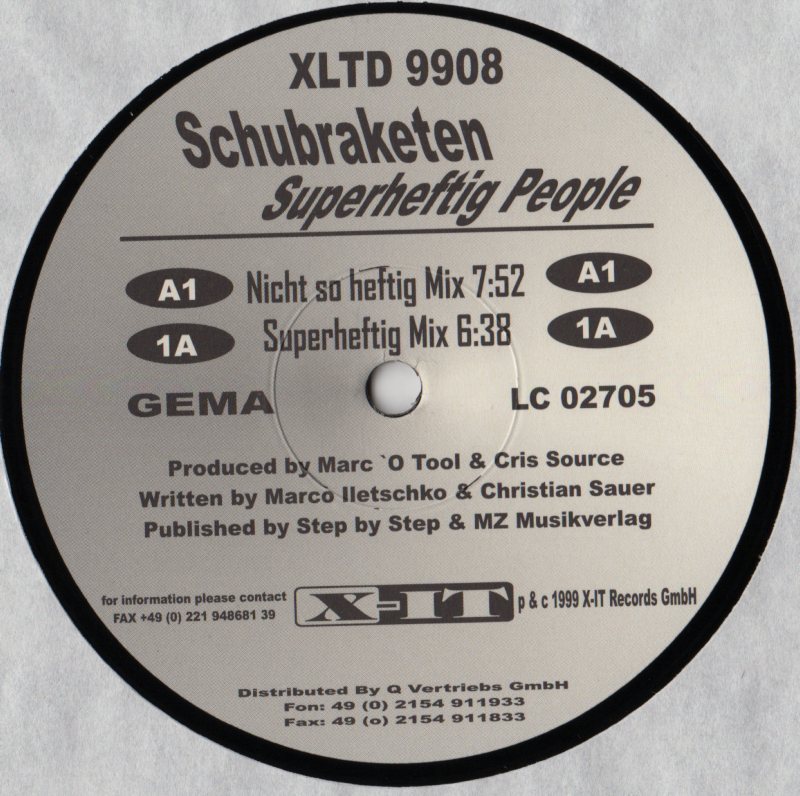 XLTD 9908
Schubraketen
Superheftig People
A1 Nicht so heftig Mix 7:52 A1
1A Superheftig Mix 6:38 1A
GEMA LC 02705
Produced by Marc `O Tool & Cris Source
Written by Marco Iletschko & Christian Sauer
Published by Step by Step & MZ Musikverlag
for information please contact
FAX +49 (0) 221 948681 39
X-IT p & c 1999 X-IT Records GmbH
Distributed By Q Vertriebs GmbH
Fon: 49 (0) 2154 911933
Fax: 49 (o) 2154 911833